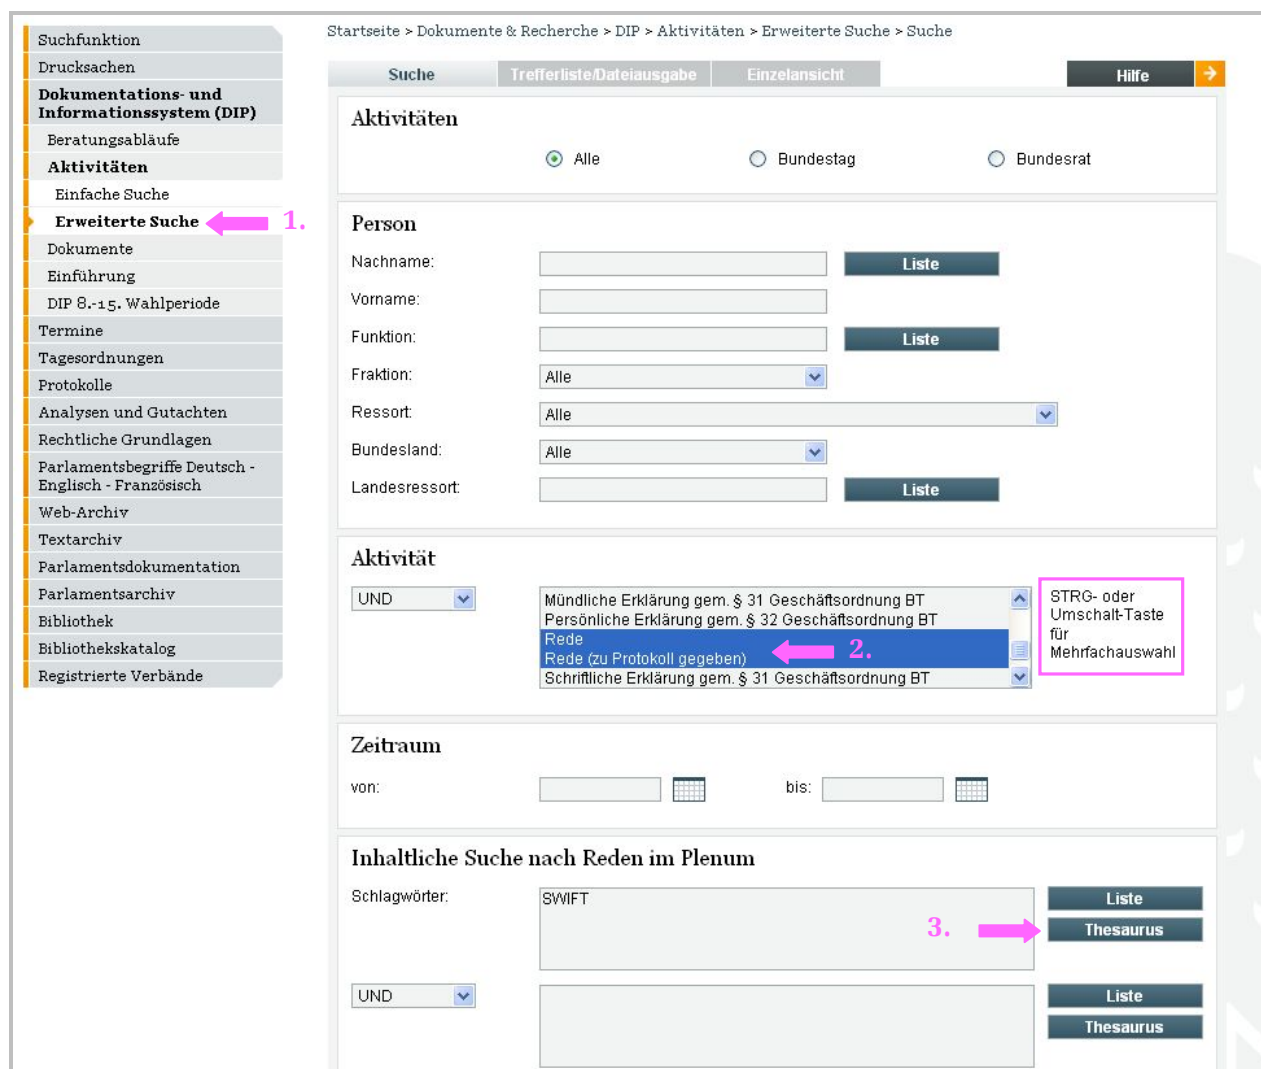 Startseite > Dokumente & Recherche > DIP > Aktivitäten > Erweiterte Suche > Suche
Suchfunktion
Drucksachen
Dokumentations- und
Informationssystem (DIP)
Beratungsabläufe
Aktivitäten
Einfache Suche
Erweiterte Suche 1.
Dokumente
Einführung
DIP 8.-15. Wahlperiode
Termine
Tagesordnungen
Protokolle
Analysen und Gutachten
Rechtliche Grundlagen
Parlamentsbegriffe Deutsch -
Englisch - Französisch
Web-Archiv
Textarchiv
Parlamentsdokumentation
Parlamentsarchiv
Bibliothek
Bibliothekskatalog
Registrierte Verbände
Suche Trefferliste/Dateiausgabe Einzelansicht Hilfe
Aktivitäten
Alle Bundestag Bundesrat
Person
Nachname: Liste
Vorname:
Funktion: Liste
Fraktion: Alle
Ressort: Alle
Bundesland: Alle
Landesressort: Liste
Aktivität
UND
Mündliche Erklärung gem. § 31 Geschäftsordnung BT
Persönliche Erklärung gem. § 32 Geschäftsordnung BT
Rede
Rede (zu Protokoll gegeben) 2.
Schriftliche Erklärung gem. § 31 Geschäftsordnung BT
STRG- oder
Umschalt-Taste
für
Mehrfachauswahl
Zeitraum
von: bis:
Inhaltliche Suche nach Reden im Plenum
Schlagwörter: SWIFT Liste
3. Thesaurus
UND Liste
Thesaurus